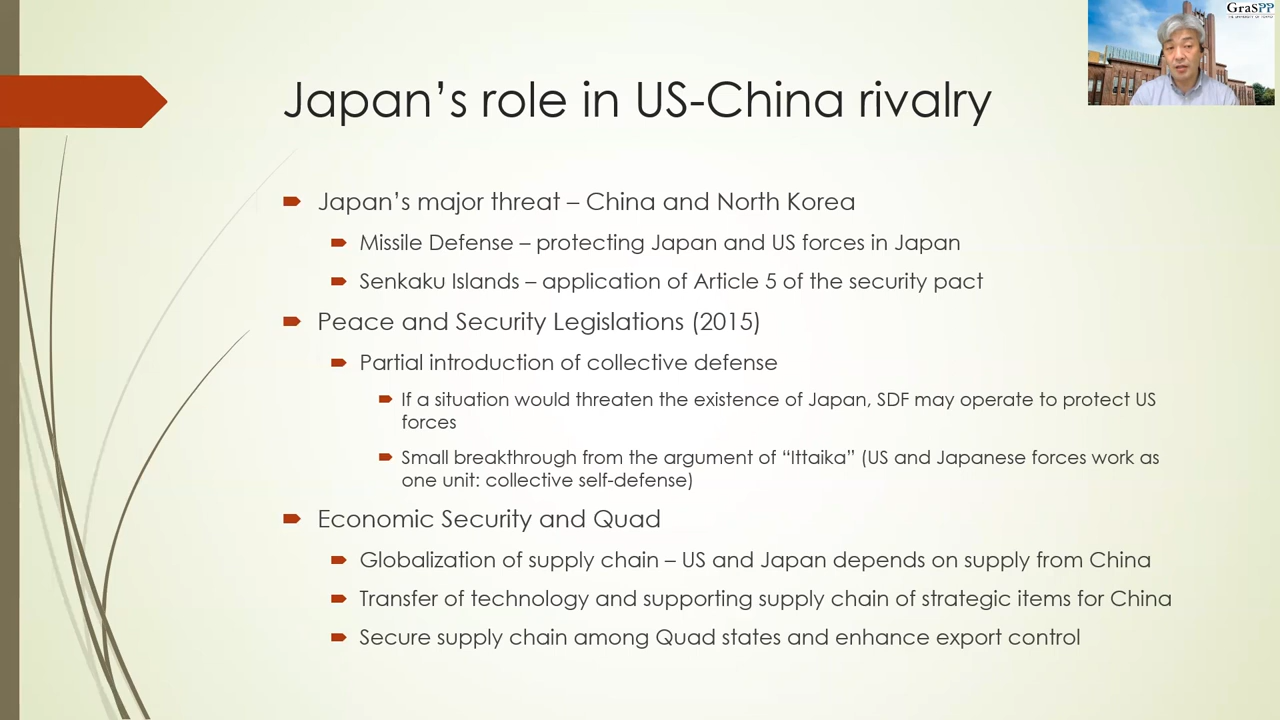 GraSPP
THE UNIVERSITY OF TOKYO
Japan's role in US-China rivalry
Japan's major threat – China and North Korea
Missile Defense – protecting Japan and US forces in Japan
Senkaku Islands – application of Article 5 of the security pact
Peace and Security Legislations (2015)
Partial introduction of collective defense
If a situation would threaten the existence of Japan, SDF may operate to protect US
forces
Small breakthrough from the argument of “Ittaika” (US and Japanese forces work as
one unit: collective self-defense)
Economic Security and Quad
Globalization of supply chain – US and Japan depends on supply from China
Transfer of technology and supporting supply chain of strategic items for China
Secure supply chain among Quad states and enhance export control